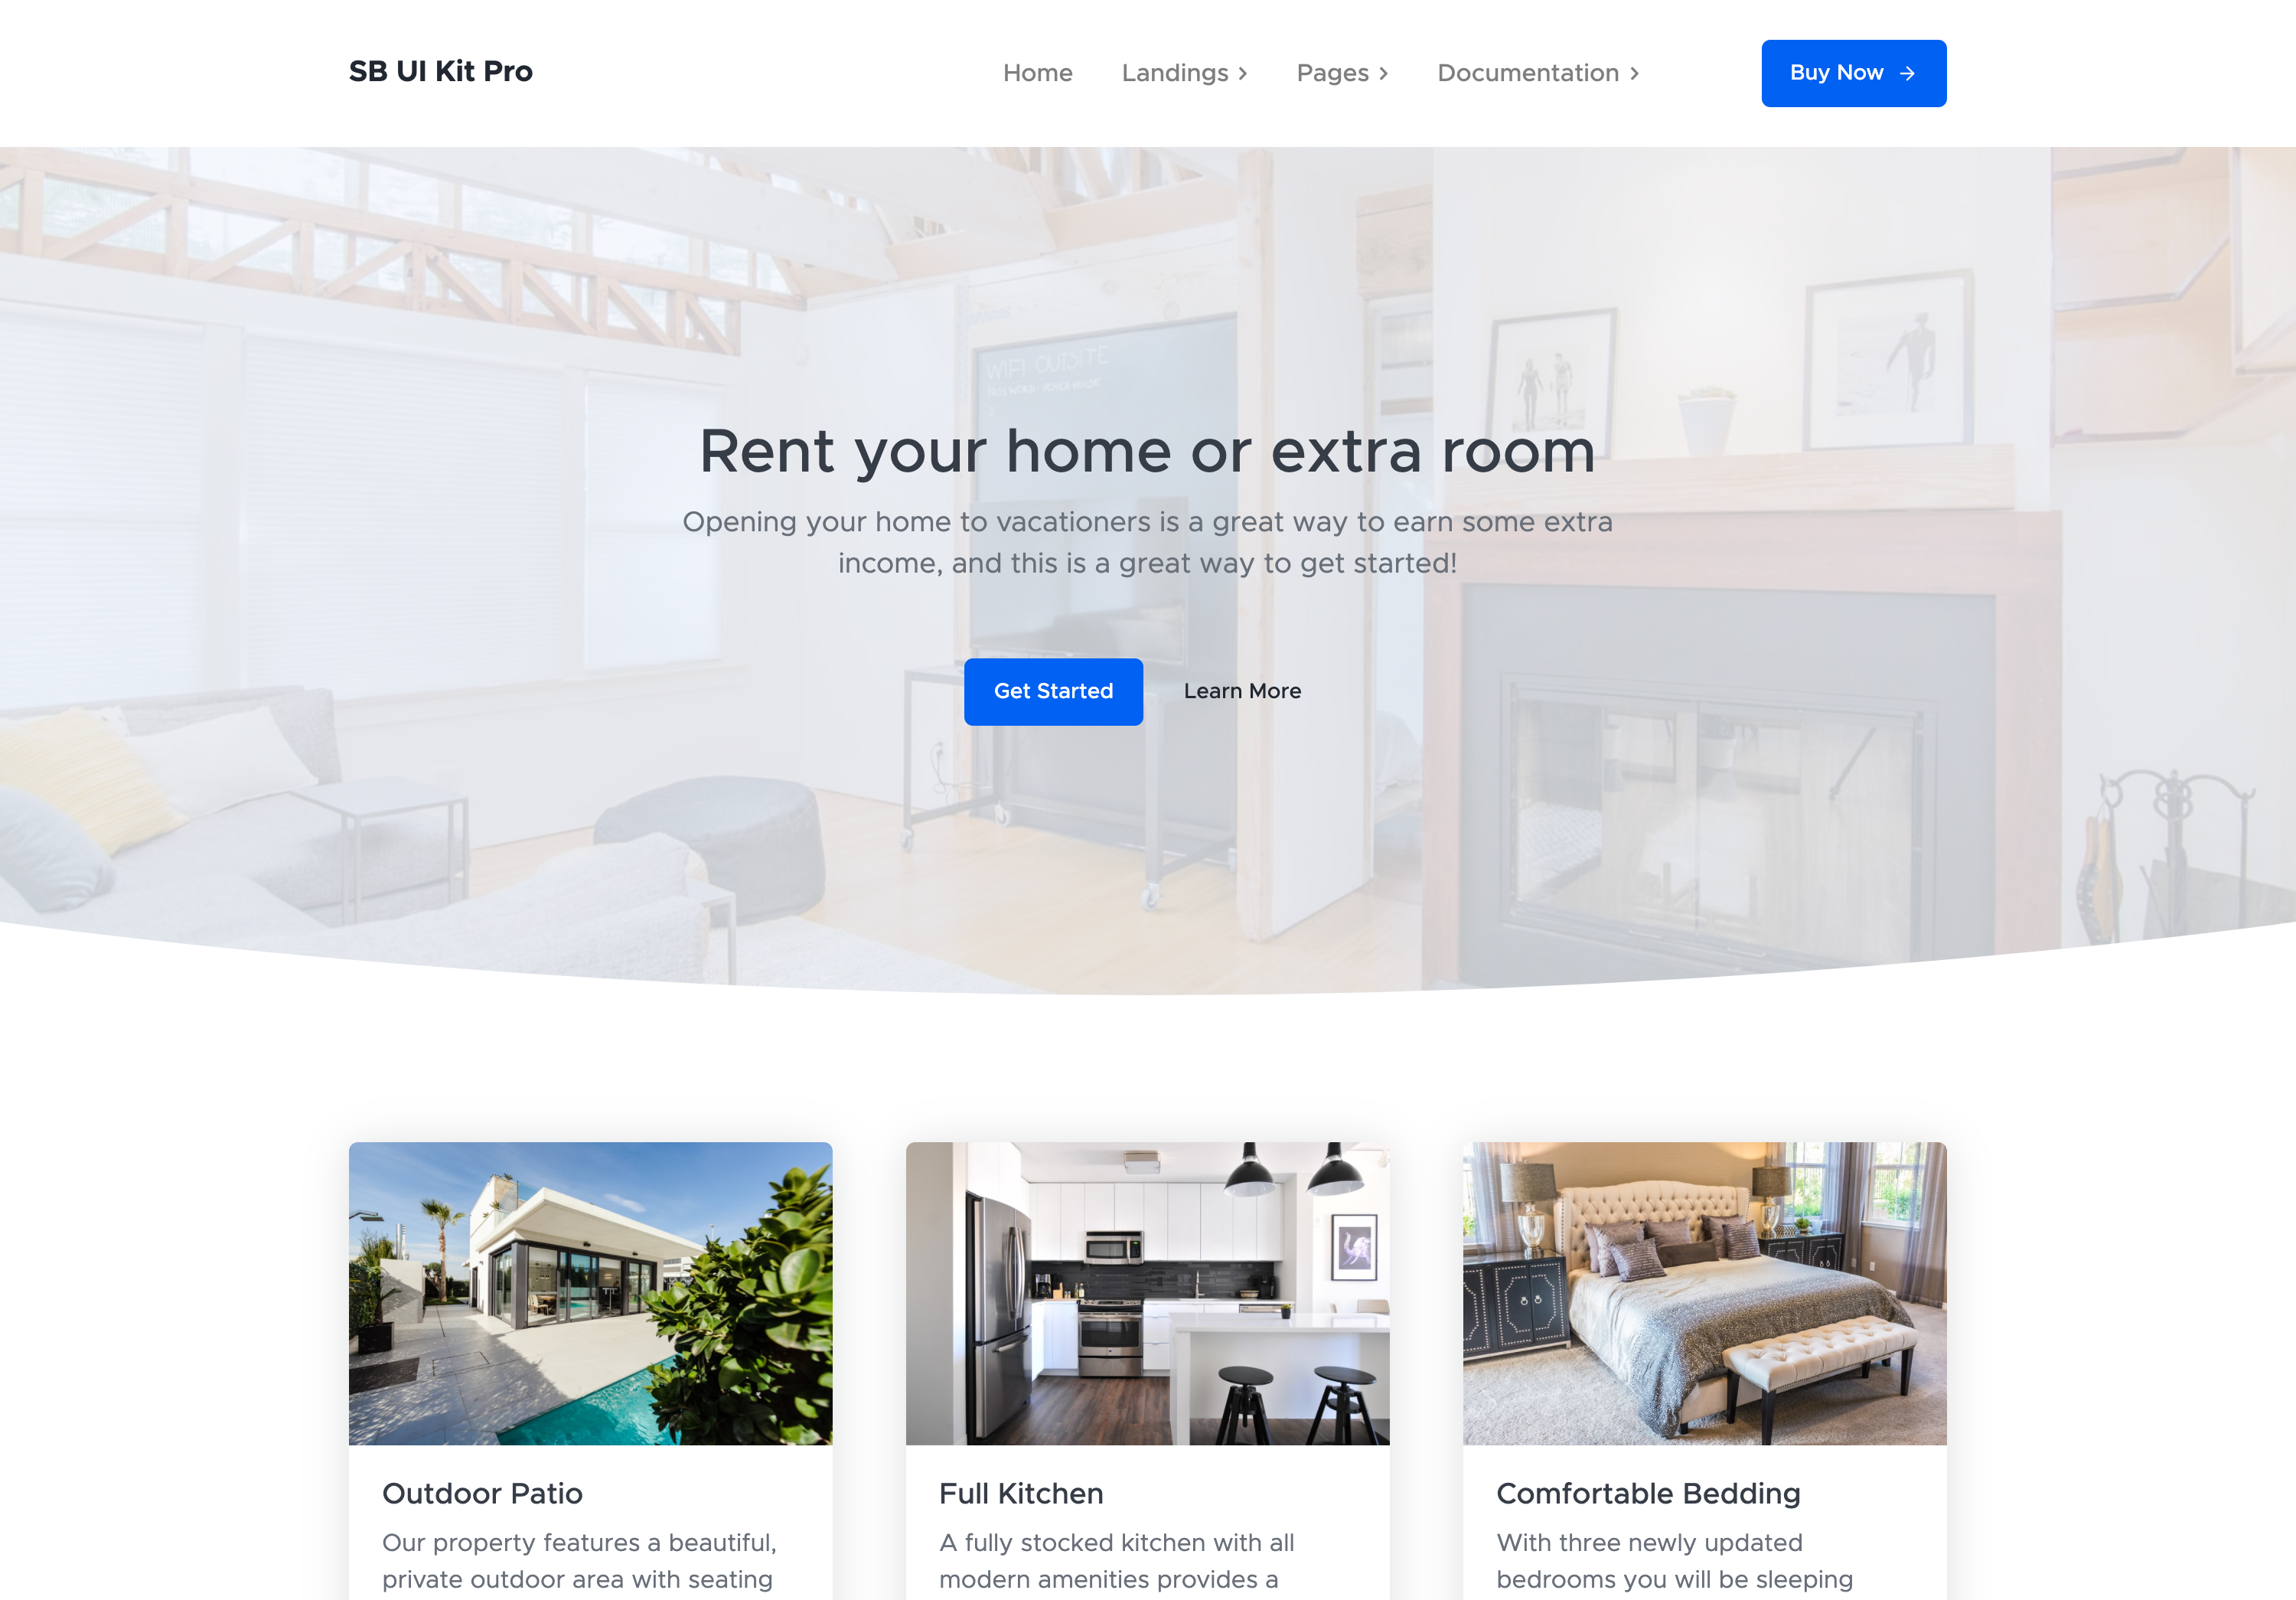 SB UI Kit Pro
Home
Landings
Pages
Documentation
Buy Now
WIFI
Rent your home or extra room
Opening your home to vacationers is a great way to earn some extra
income, and this is a great way to get started!
Get Started
Learn More
Outdoor Patio
Our property features a beautiful,
private outdoor area with seating
Full Kitchen
A fully stocked kitchen with all
modern amenities provides a
Comfortable Bedding
With three newly updated
bedrooms you will be sleeping